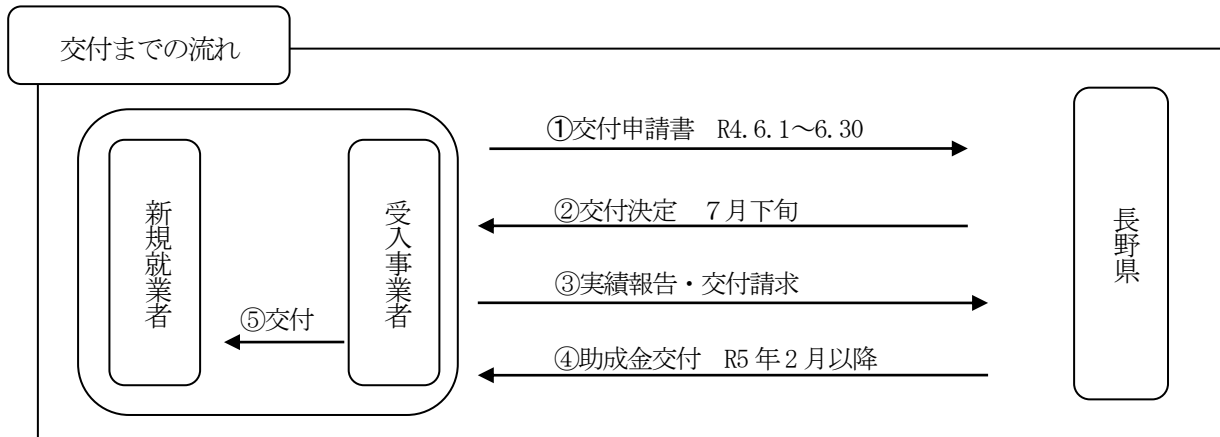 交付までの流れ
①交付申請書 R4.6.1～6.30
②交付決定 7月下旬
③実績報告・交付請求
④助成金交付 R5年2月以降
⑤交付
新規就業者
受入事業者
長野県